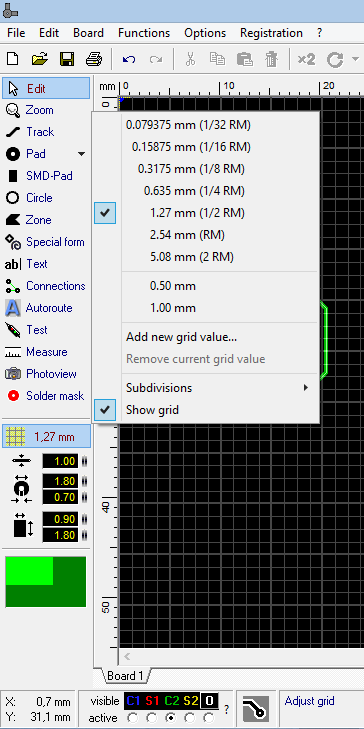 File Edit Board Functions Options Registration ?
×2
mm 0 10 20
Edit
Zoom
Track
Pad
SMD-Pad
Circle
Zone
Special form
ab| Text
Connections
Autoroute
Test
Measure
Photoview
Solder mask
0
0.079375 mm (1/32 RM)
0.15875 mm (1/16 RM)
0.3175 mm (1/8 RM)
0.635 mm (1/4 RM)
1.27 mm (1/2 RM)
2.54 mm (RM)
5.08 mm (2 RM)
0.50 mm
1.00 mm
Add new grid value...
Remove current grid value
Subdivisions
Show grid
1,27 mm
1.00
1.80
0.70
0.90
1.80
40
50
Board 1
X: 0,7 mm
Y: 31,1 mm
visible C1 S1 C2 S2 O
active
?
Adjust grid